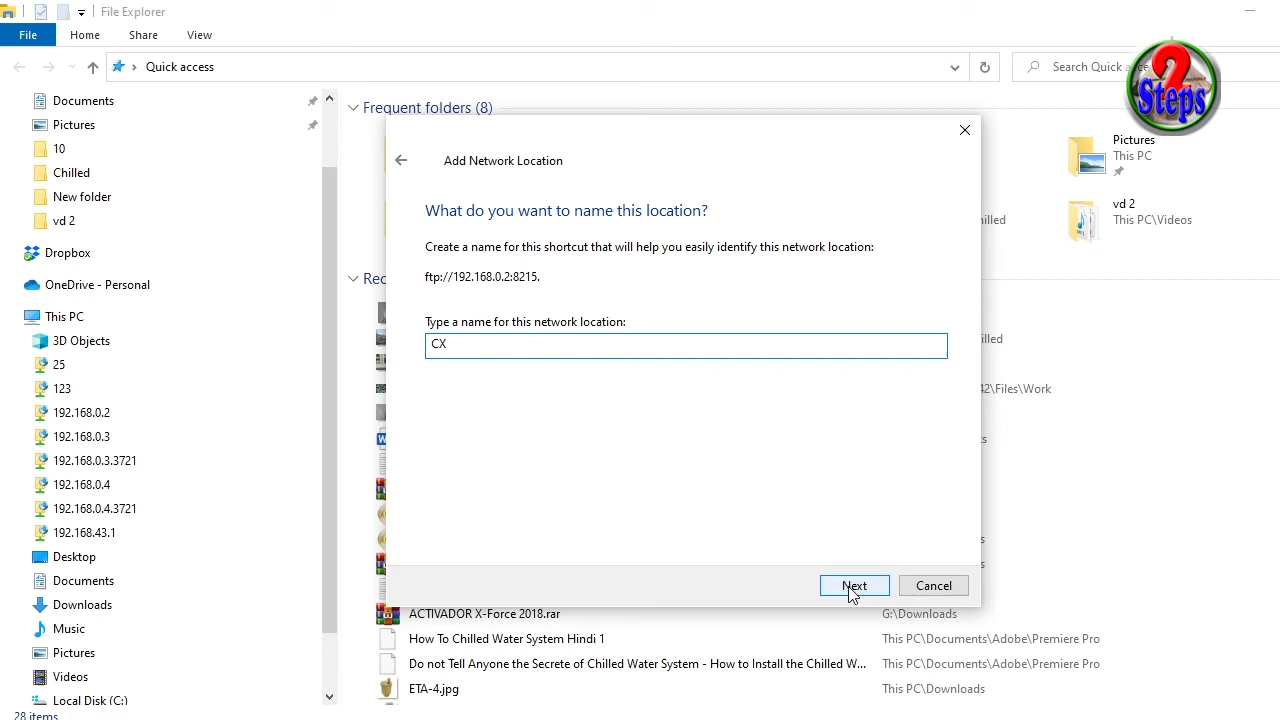 File Explorer
File Home Share View
Quick access
Search Quick
2
Steps
Documents
Pictures
10
Chilled
New folder
vd 2
Dropbox
OneDrive - Personal
This PC
3D Objects
25
123
192.168.0.2
192.168.0.3
192.168.0.3.3721
192.168.0.4
192.168.0.4.3721
192.168.43.1
Desktop
Documents
Downloads
Music
Pictures
Videos
Local Disk (C:)
28 items
Frequent folders (8)
Pictures
This PC
vd 2
This PC\Videos
Add Network Location
What do you want to name this location?
Create a name for this shortcut that will help you easily identify this network location:
ftp://192.168.0.2:8215.
Type a name for this network location:
CX
Next Cancel
42\Files\Work
ACTIVADOR X-Force 2018.rar G:\Downloads
How To Chilled Water System Hindi 1 This PC\Documents\Adobe\Premiere Pro
Do not Tell Anyone the Secrete of Chilled Water System - How to Install the Chilled W... This PC\Documents\Adobe\Premiere Pro
ETA-4.jpg This PC\Downloads